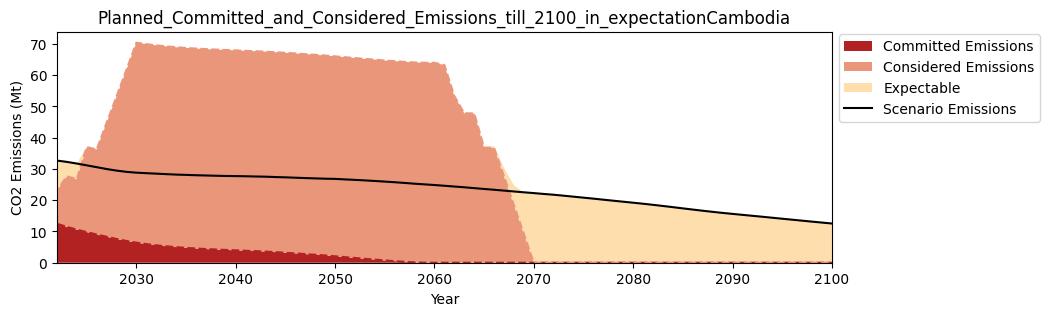 Planned_Committed_and_Considered_Emissions_till_2100_in_expectationCambodia
CO2 Emissions (Mt)
70
60
50
40
30
20
10
0
2030 2040 2050 2060 2070 2080 2090 2100
Year
Committed Emissions
Considered Emissions
Expectable
Scenario Emissions